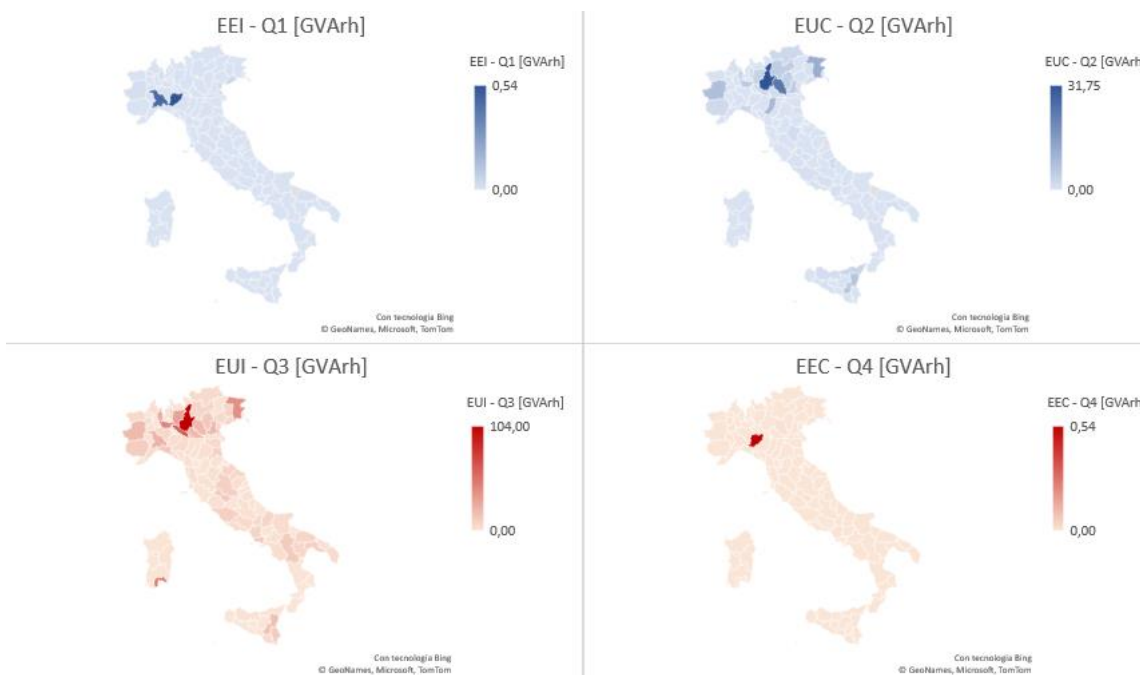 EEI - Q1 [GVArh]
EEI - Q1 [GVArh]
0,54
0,00
Con tecnologia Bing
© GeoNames, Microsoft, TomTom
EUC - Q2 [GVArh]
EUC - Q2 [GVArh]
31,75
0,00
Con tecnologia Bing
© GeoNames, Microsoft, TomTom
EUI - Q3 [GVArh]
EUI - Q3 [GVArh]
104,00
0,00
Con tecnologia Bing
© GeoNames, Microsoft, TomTom
EEC - Q4 [GVArh]
EEC - Q4 [GVArh]
0,54
0,00
Con tecnologia Bing
© GeoNames, Microsoft, TomTom